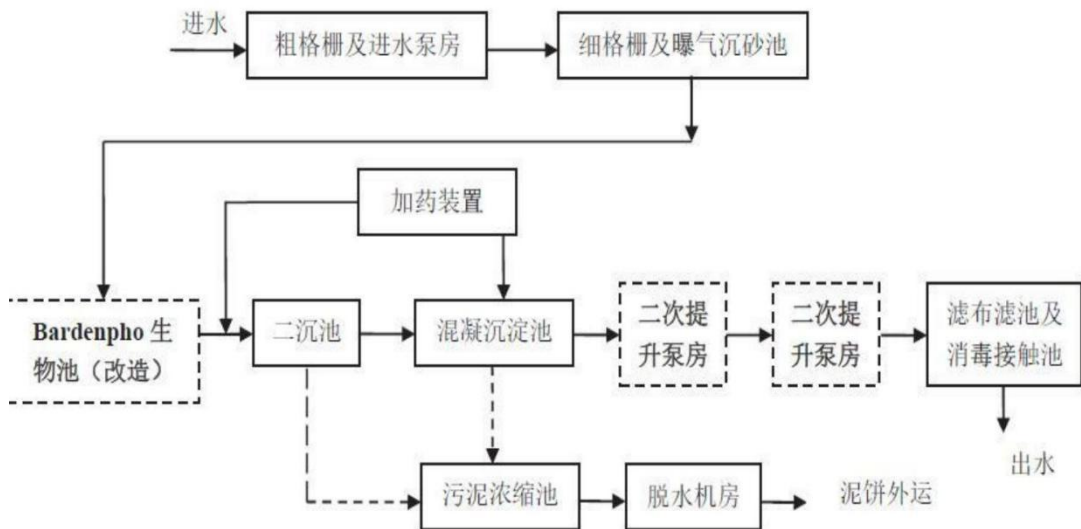 进水
粗格栅及进水泵房
细格栅及曝气沉砂池
加药装置
Bardenpho 生
物池（改造）
二沉池
混凝沉淀池
二次提
升泵房
二次提
升泵房
滤布滤池及
消毒接触池
出水
污泥浓缩池
脱水机房
泥饼外运